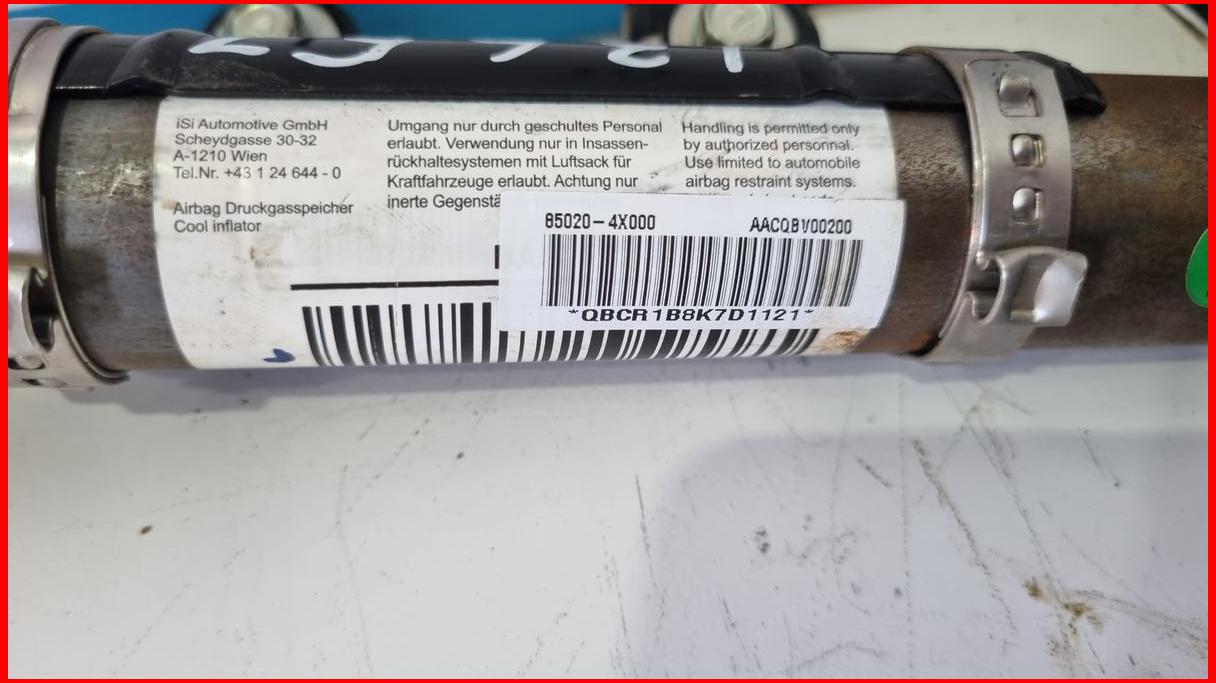 iSi Automotive GmbH
Scheydgasse 30-32
A-1210 Wien
Tel.Nr. +43 1 24 644 - 0
Airbag Druckgasspeicher
Cool inflator
Umgang nur durch geschultes Personal
erlaubt. Verwendung nur in Insassen-
rückhaltesystemen mit Luftsack für
Kraftfahrzeuge erlaubt. Achtung nur
inerte
Handling is permitted only
by authorized personnal.
Use limited to automobile
airbag restraint systems.
85020-4X000 AACQBV00200
*QBCR1B8K7D1121*